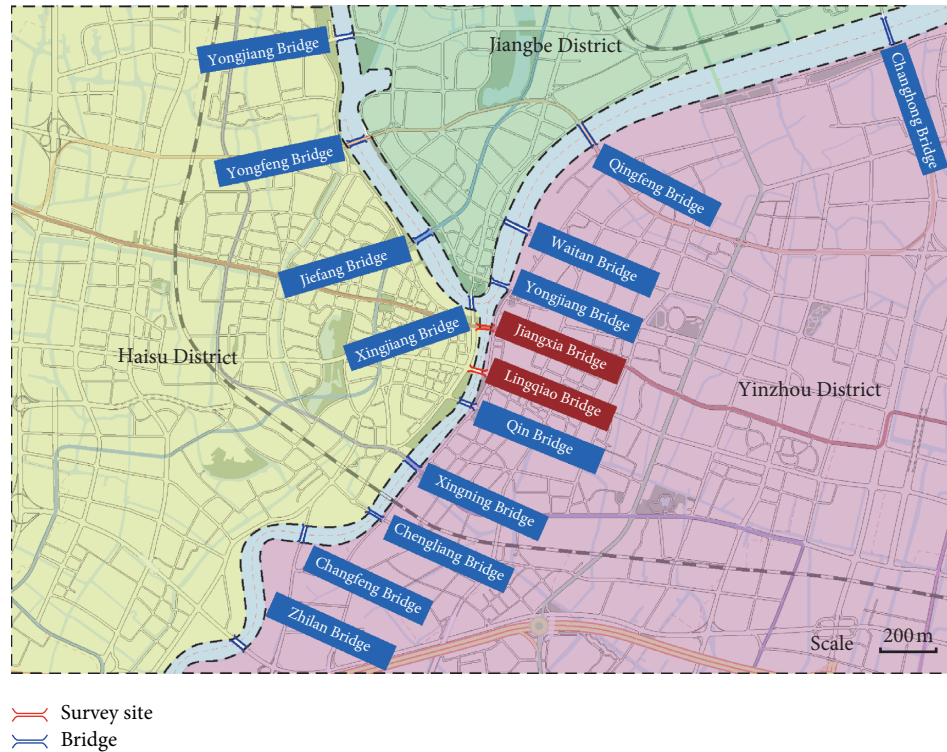 Yongjiang Bridge
Jiangbe District
Changhong Bridge
Yongfeng Bridge
Qingfeng Bridge
Jiefang Bridge
Waitan Bridge
Yongjiang Bridge
Xingjiang Bridge
Jiangxia Bridge
Haisu District
Lingqiao Bridge
Yinzhou District
Qin Bridge
Xingning Bridge
Chengliang Bridge
Changfeng Bridge
Zhilan Bridge
Scale
200 m
Survey site
Bridge